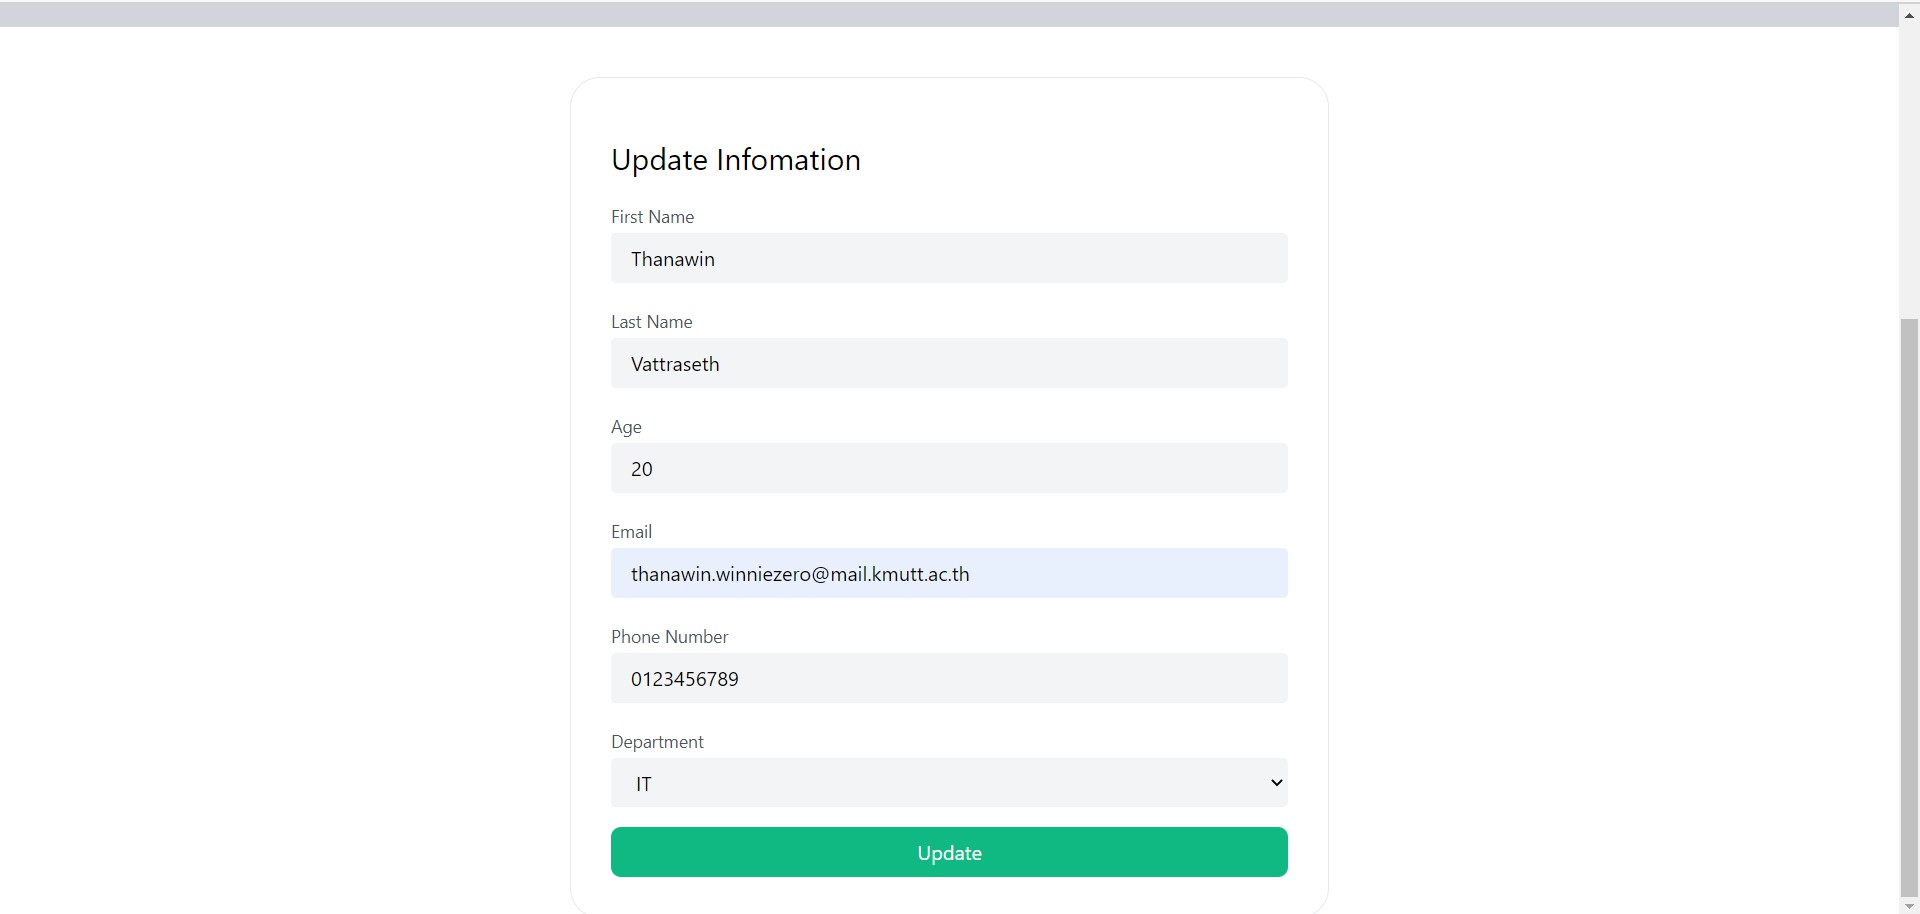 Update Infomation
First Name
Thanawin
Last Name
Vattraseth
Age
20
Email
thanawin.winniezero@mail.kmutt.ac.th
Phone Number
0123456789
Department
IT
Update